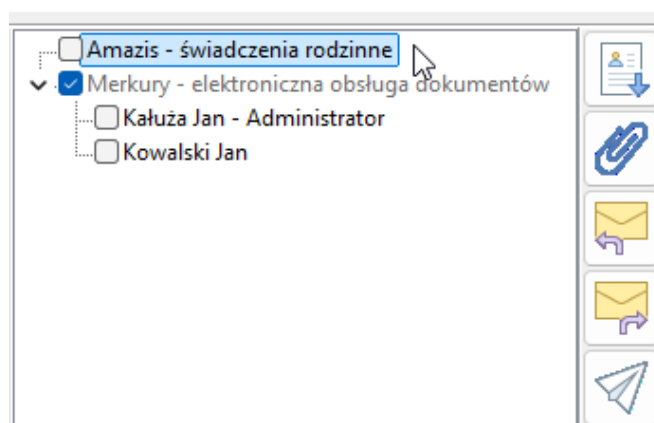 Amazis - świadczenia rodzinne
Merkury - elektroniczna obsługa dokumentów
Kałuża Jan - Administrator
Kowalski Jan